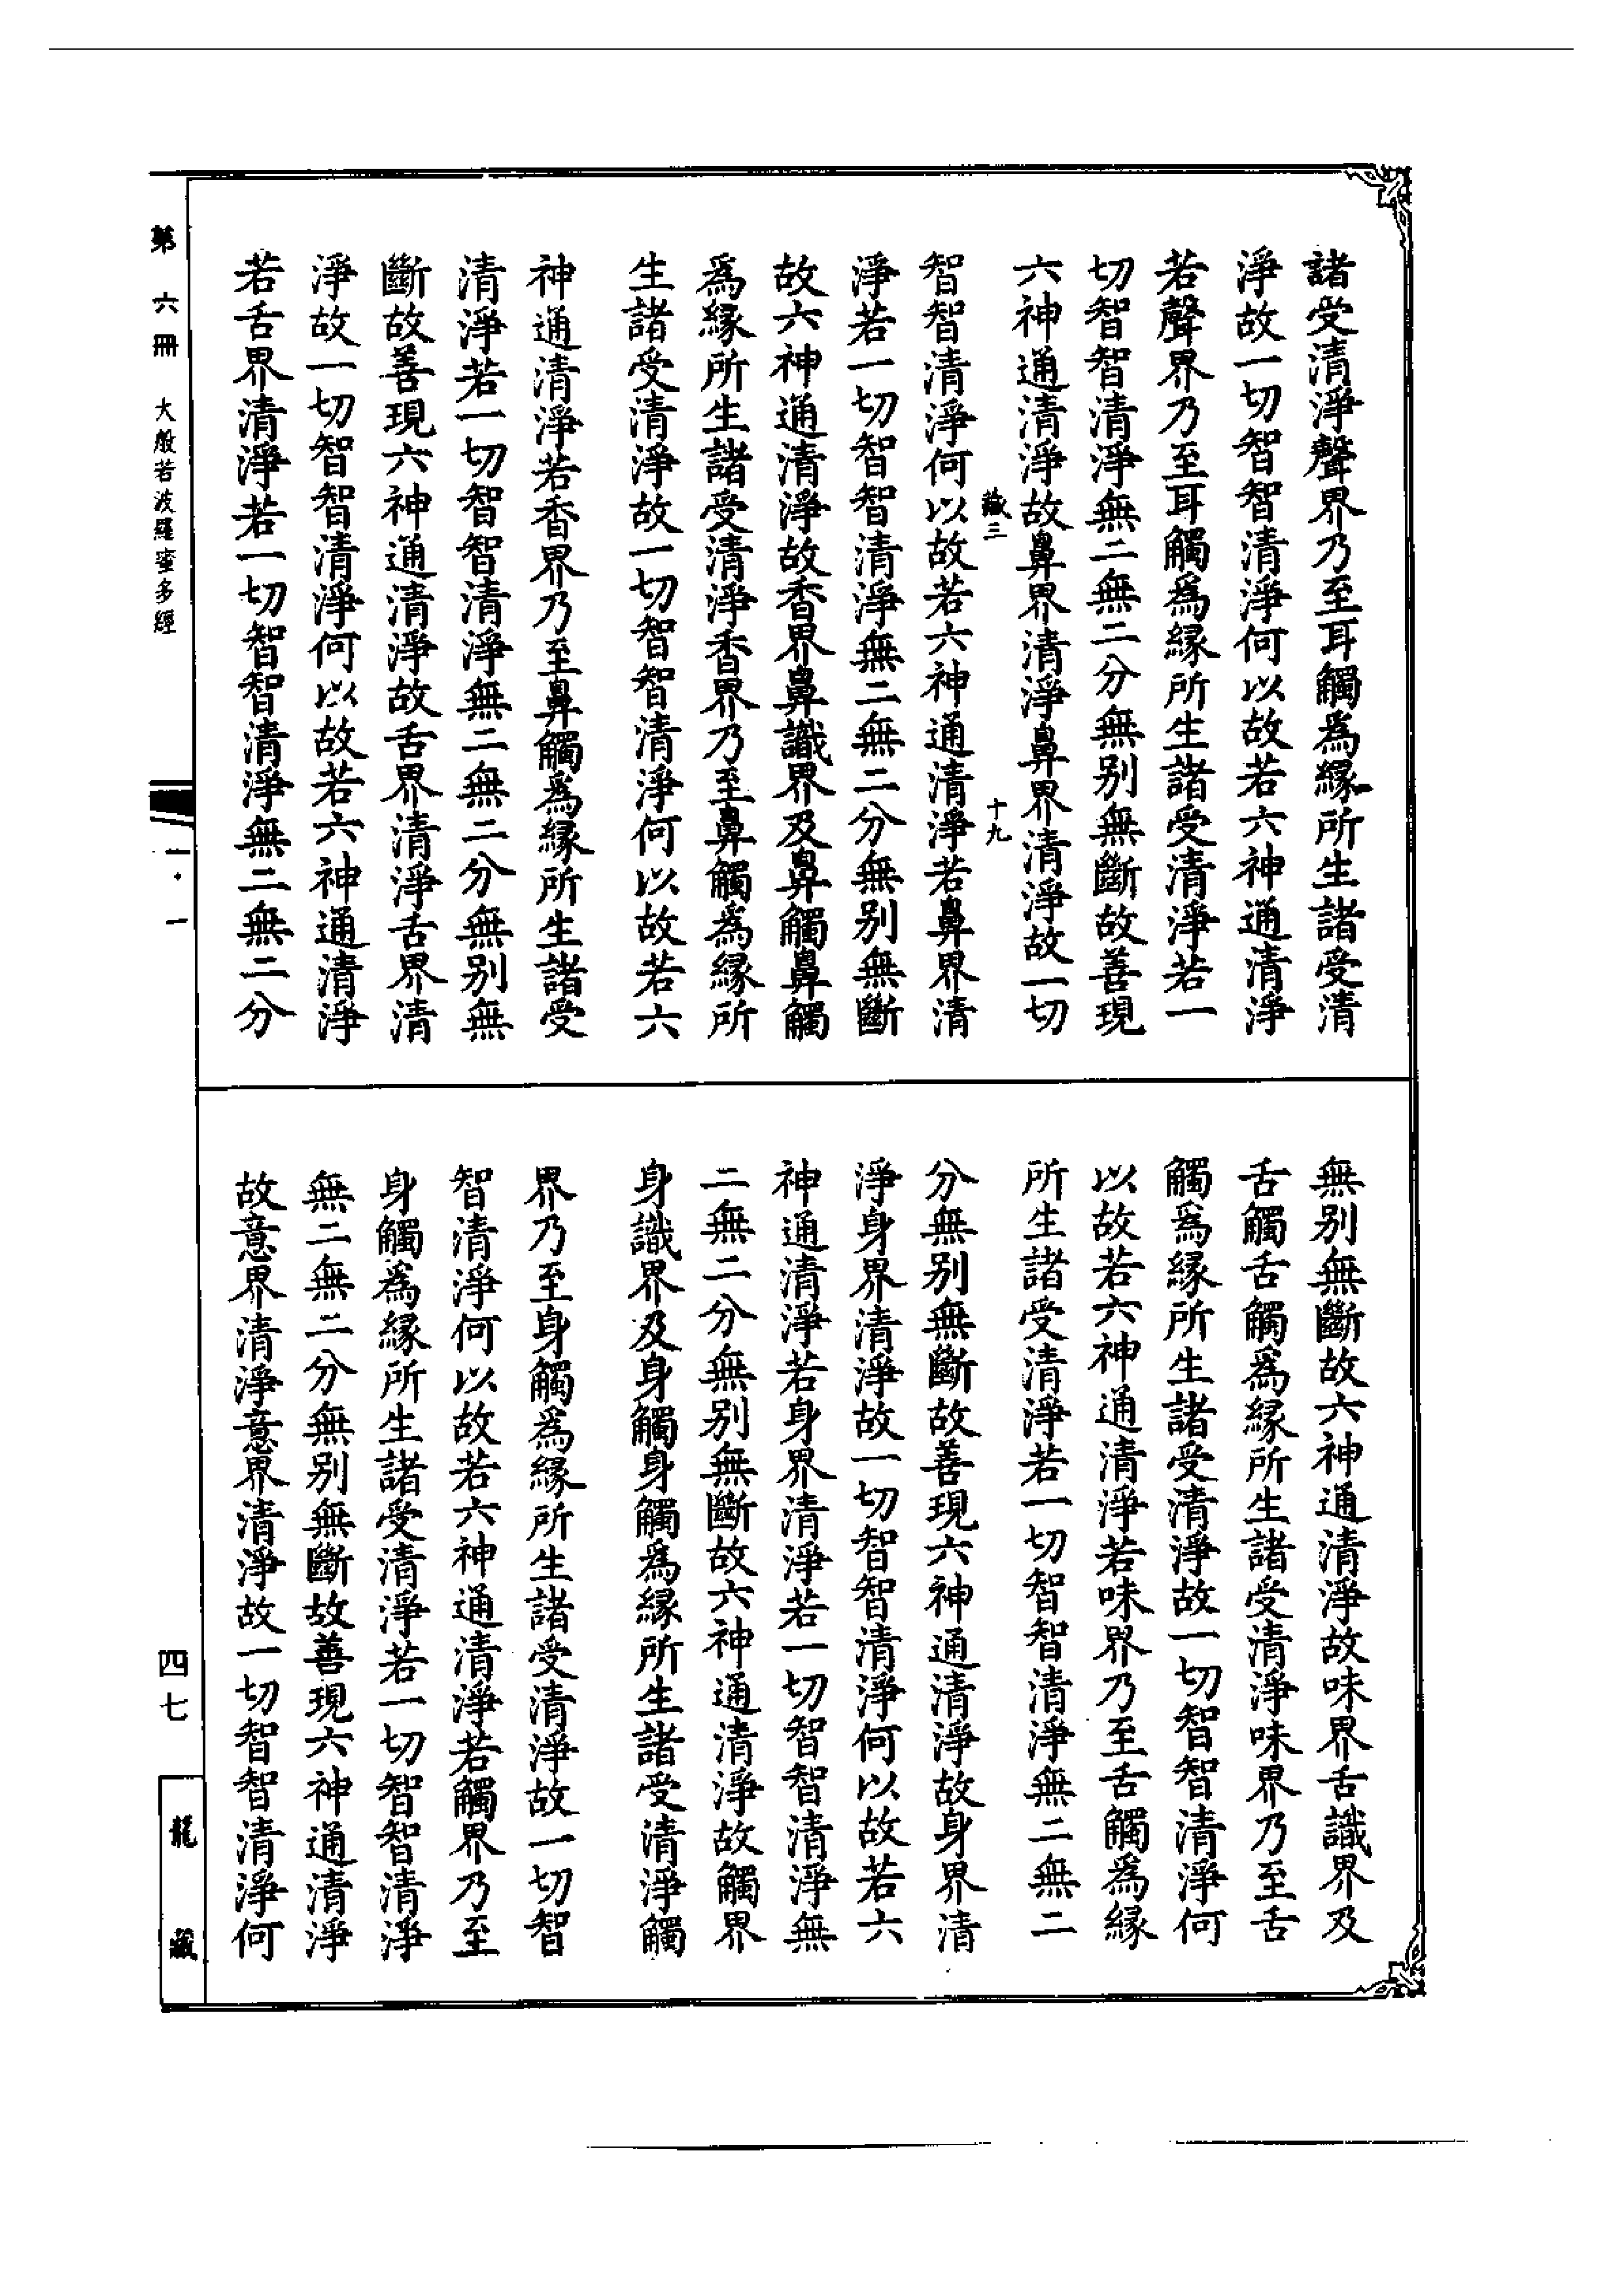 諸受清淨聲界乃至耳觸爲縁所生諸受清
淨故一切智智清淨何以故若六神通清淨
若聲界乃至耳觸爲縁所生諸受清淨若一
切智智清淨無二無二分無别無斷故善現
六神通清淨故鼻界清淨鼻界清淨故一切
藏三 十九
智智清淨何以故若六神通清淨若鼻界清
淨若一切智智清淨無二無二分無别無斷
故六神通清淨故香界鼻識界及鼻觸鼻觸
爲縁所生諸受清淨香界乃至鼻觸爲縁所
生諸受清淨故一切智智清淨何以故若六
神通清淨若香界乃至鼻觸爲縁所生諸受
清淨若一切智智清淨無二無二分無别無
斷故善現六神通清淨故舌界清淨舌界清
淨故一切智智清淨何以故若六神通清淨
若舌界清淨若一切智智清淨無二無二分
無别無斷故六神通清淨故味界舌識界及
舌觸舌觸爲縁所生諸受清淨味界乃至舌
觸爲縁所生諸受清淨故一切智智清淨何
以故若六神通清淨若味界乃至舌觸爲縁
所生諸受清淨若一切智智清淨無二無二
分無别無斷故善現六神通清淨故身界清
淨身界清淨故一切智智清淨何以故若六
神通清淨若身界清淨若一切智智清淨無
二無二分無别無斷故六神通清淨故觸界
身識界及身觸身觸爲縁所生諸受清淨觸
界乃至身觸爲縁所生諸受清淨故一切智
智清淨何以故若六神通清淨若觸界乃至
身觸爲縁所生諸受清淨若一切智智清淨
無二無二分無别無斷故善現六神通清淨
故意界清淨意界清淨故一切智智清淨何
第六冊 大般若波羅蜜多經
一·一
四七
龍藏